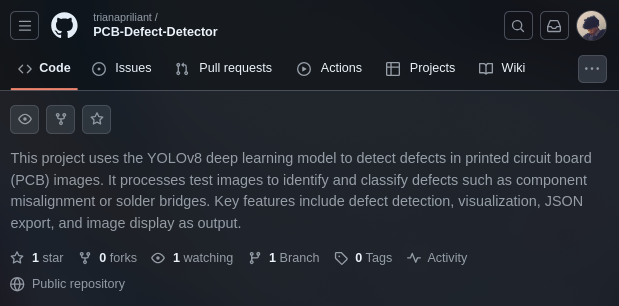 trianapriliant /
PCB-Defect-Detector
Code Issues Pull requests Actions Projects Wiki
This project uses the YOLOv8 deep learning model to detect defects in printed circuit board
(PCB) images. It processes test images to identify and classify defects such as component
misalignment or solder bridges. Key features include defect detection, visualization, JSON
export, and image display as output.
1 star 0 forks 1 watching 1 Branch 0 Tags Activity
Public repository